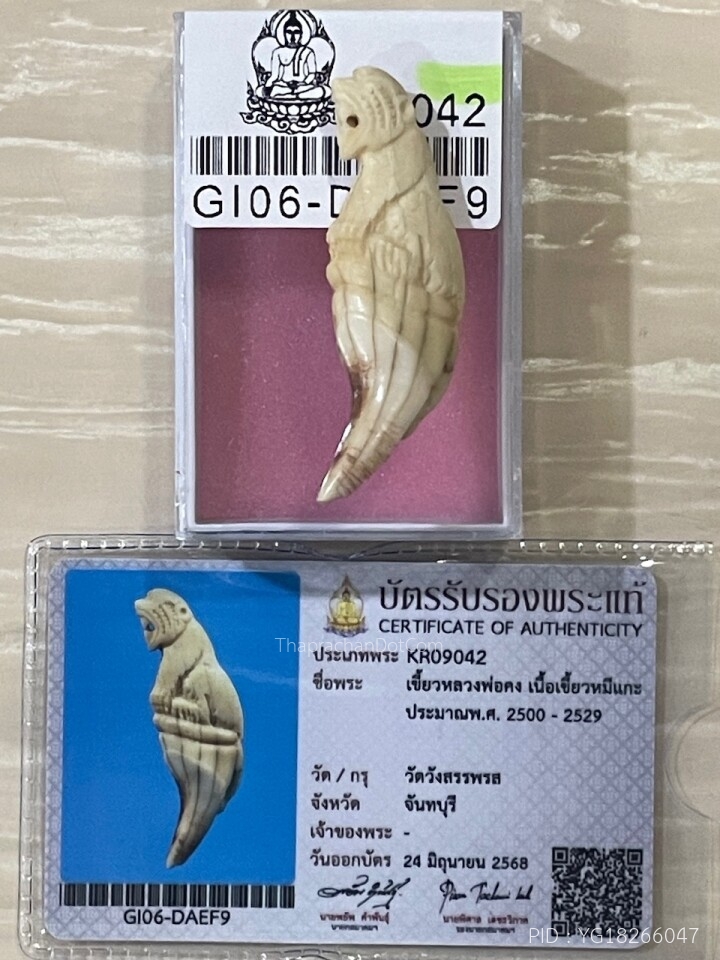 042
GI06-D EF9
บัตรรับรองพระแท้
CERTIFICATE OF AUTHENTICITY
ThaprachanDotCom
ประเภทพระ KR09042
ชื่อพระ เขี้ยวหลวงพ่อคง เนื้อเขี้ยวหมีแกะ
ประมาณพ.ศ. 2500 - 2529
วัด / กรุ วัดวังสรรพรส
จังหวัด จันทบุรี
เจ้าของพระ -
วันออกบัตร 24 มิถุนายน 2568
GI06-DAEF9
PID : YG18266047